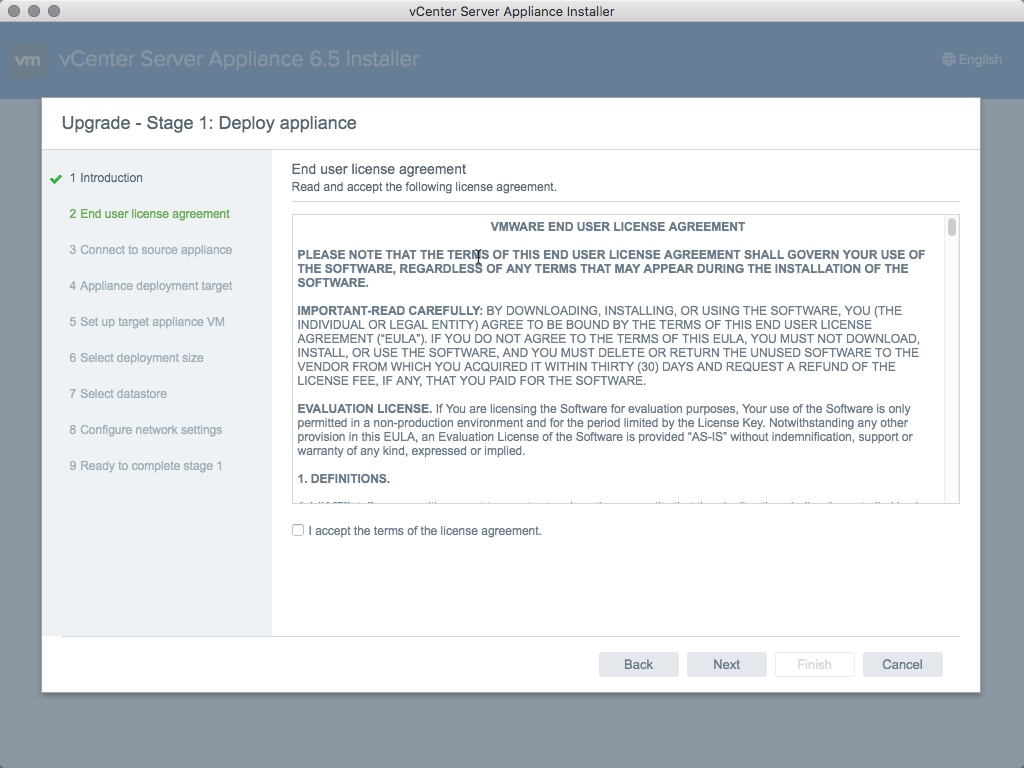 vCenter Server Appliance Installer
vm vCenter Server Appliance 6.5 Installer
English
Upgrade - Stage 1: Deploy appliance
1 Introduction
2 End user license agreement
3 Connect to source appliance
4 Appliance deployment target
5 Set up target appliance VM
6 Select deployment size
7 Select datastore
8 Configure network settings
9 Ready to complete stage 1
End user license agreement
Read and accept the following license agreement.
VMWARE END USER LICENSE AGREEMENT
PLEASE NOTE THAT THE TERMS OF THIS END USER LICENSE AGREEMENT SHALL GOVERN YOUR USE OF
THE SOFTWARE, REGARDLESS OF ANY TERMS THAT MAY APPEAR DURING THE INSTALLATION OF THE
SOFTWARE.
IMPORTANT-READ CAREFULLY: BY DOWNLOADING, INSTALLING, OR USING THE SOFTWARE, YOU (THE
INDIVIDUAL OR LEGAL ENTITY) AGREE TO BE BOUND BY THE TERMS OF THIS END USER LICENSE
AGREEMENT (“EULA”). IF YOU DO NOT AGREE TO THE TERMS OF THIS EULA, YOU MUST NOT DOWNLOAD,
INSTALL, OR USE THE SOFTWARE, AND YOU MUST DELETE OR RETURN THE UNUSED SOFTWARE TO THE
VENDOR FROM WHICH YOU ACQUIRED IT WITHIN THIRTY (30) DAYS AND REQUEST A REFUND OF THE
LICENSE FEE, IF ANY, THAT YOU PAID FOR THE SOFTWARE.
EVALUATION LICENSE. If You are licensing the Software for evaluation purposes, Your use of the Software is only
permitted in a non-production environment and for the period limited by the License Key. Notwithstanding any other
provision in this EULA, an Evaluation License of the Software is provided “AS-IS” without indemnification, support or
warranty of any kind, expressed or implied.
1. DEFINITIONS.
I accept the terms of the license agreement.
Back
Next
Finish
Cancel